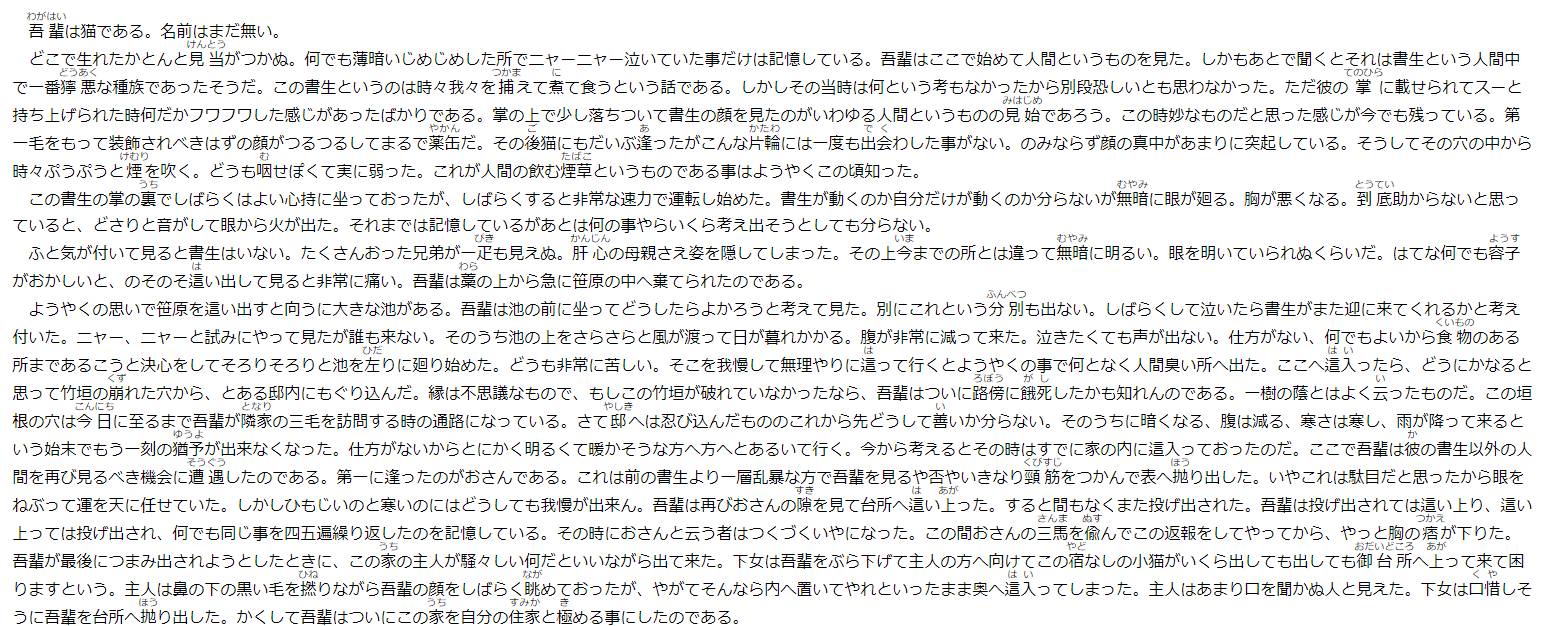 吾輩は猫である。名前はまだ無い。
どこで生れたかとんと見当がつかぬ。何でも薄暗いじめじめした所でニャーニャー泣いていた事だけは記憶している。吾輩はここで始めて人間というものを見た。しかもあとで聞くとそれは書生という人間中
で一番獰悪な種族であったそうだ。この書生というのは時々我々を捕えて煮て食うという話である。しかしその当時は何という考もなかったから別段恐しいとも思わなかった。ただ彼の掌に載せられてスーと
持ち上げられた時何だかフワフワした感じがあったばかりである。掌の上で少し落ちついて書生の顔を見たのがいわゆる人間というものの見始であろう。この時妙なものだと思った感じが今でも残っている。第
一毛をもって装飾されべきはずの顔がつるつるしてまるで薬缶だ。その後猫にもだいぶ逢ったがこんな片輪には一度も出会わした事がない。のみならず顔の真中があまりに突起している。そうしてその穴の中から
時々ぷうぷうと煙を吹く。どうも咽せぽくて実に弱った。これが人間の飲む煙草というものである事はようやくこの頃知った。
この書生の掌の裏でしばらくはよい心持に坐っておったが、しばらくすると非常な速力で運転し始めた。書生が動くのか自分だけが動くのか分らないが無暗に眼が廻る。胸が悪くなる。到底助からないと思っ
ていると、どさりと音がして眼から火が出た。それまでは記憶しているがあとは何の事やらいくら考え出そうとしても分らない。
ふと気が付いて見ると書生はいない。たくさんおった兄弟が一疋も見えぬ。肝心の母親さえ姿を隠してしまった。その上今までの所とは違って無暗に明るい。眼を明いていられぬくらいだ。はてな何でも容子
がおかしいと、のそのそ這い出して見ると非常に痛い。吾輩は藁の上から急に笹原の中へ棄てられたのである。
ようやくの思いで笹原を這い出すと向うに大きな池がある。吾輩は池の前に坐ってどうしたらよかろうと考えて見た。別にこれという分別も出ない。しばらくして泣いたら書生がまた迎に来てくれるかと考え
付いた。ニャー、ニャーと試みにやって見たが誰も来ない。そのうち池の上をさらさらと風が渡って日が暮れかかる。腹が非常に減って来た。泣きたくても声が出ない。仕方がない、何でもよいから食物のある
所まであるこうと決心をしてそろりそろりと池を左りに廻り始めた。どうも非常に苦しい。そこを我慢して無理やりに這って行くとようやくの事で何となく人間臭い所へ出た。ここへ這入ったら、どうにかなると
思って竹垣の崩れた穴から、とある邸内にもぐり込んだ。縁は不思議なもので、もしこの竹垣が破れていなかったなら、吾輩はついに路傍に餓死したかも知れんのである。一樹の蔭とはよく云ったものだ。この垣
根の穴は今日に至るまで吾輩が隣家の三毛を訪問する時の通路になっている。さて邸へは忍び込んだもののこれから先どうして善いか分らない。そのうちに暗くなる、腹は減る、寒さは寒し、雨が降って来ると
いう始末でもう一刻の猶予が出来なくなった。仕方がないからとにかく明るくて暖かそうな方へ方へとあるいて行く。今から考えるとその時はすでに家の内に這入っておったのだ。ここで吾輩は彼の書生以外の人
間を再び見るべき機会に遭遇したのである。第一に逢ったのがおさんである。これは前の書生より一層乱暴な方で吾輩を見るや否やいきなり頸筋をつかんで表へ抛り出した。いやこれは駄目だと思ったから眼を
ねぶって運を天に任せていた。しかしひもじいのと寒いのにはどうしても我慢が出来ん。吾輩は再びおさんの隙を見て台所へ這い上った。すると間もなくまた投げ出された。吾輩は投げ出されては這い上り、這い
上っては投げ出され、何でも同じ事を四五遍繰り返したのを記憶している。その時におさんと云う者はつくづくいやになった。この間おさんの三馬を偸んでこの返報をしてやってから、やっと胸の痞が下りた。
吾輩が最後につまみ出されようとしたときに、この家の主人が騒々しい何だといいながら出て来た。下女は吾輩をぶら下げて主人の方へ向けてこの宿なしの小猫がいくら出しても出しても御台所へ上って来て困
りますという。主人は鼻の下の黒い毛を撚りながら吾輩の顔をしばらく眺めておったが、やがてそんなら内へ置いてやれといったまま奥へ這入ってしまった。主人はあまり口を聞かぬ人と見えた。下女は口惜しそ
うに吾輩を台所へ抛り出した。かくして吾輩はついにこの家を自分の住家と極める事にしたのである。